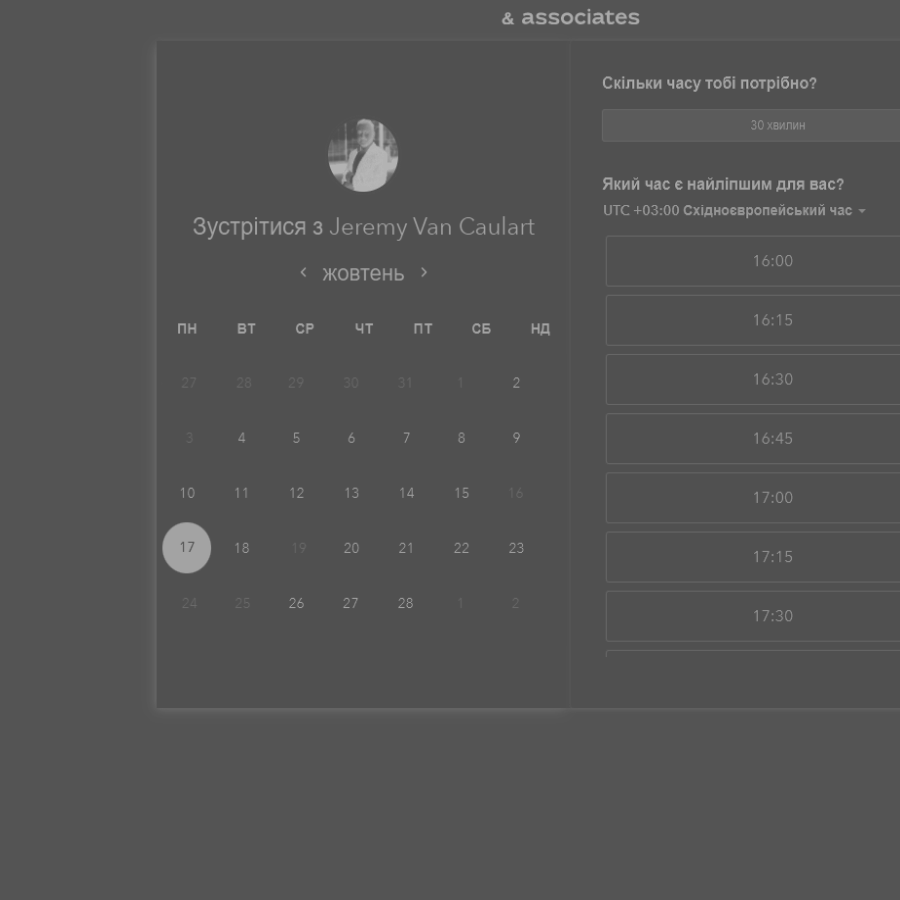 & associates
Зустрітися з Jeremy Van Caulart
‹ жовтень ›
ПН ВТ СР ЧТ ПТ СБ НД
27 28 29 30 31 1 2
3 4 5 6 7 8 9
10 11 12 13 14 15 16
17 18 19 20 21 22 23
24 25 26 27 28 1 2
Скільки часу тобі потрібно?
30 хвилин
Який час є найліпшим для вас?
UTC +03:00 Східноєвропейський час
16:00
16:15
16:30
16:45
17:00
17:15
17:30